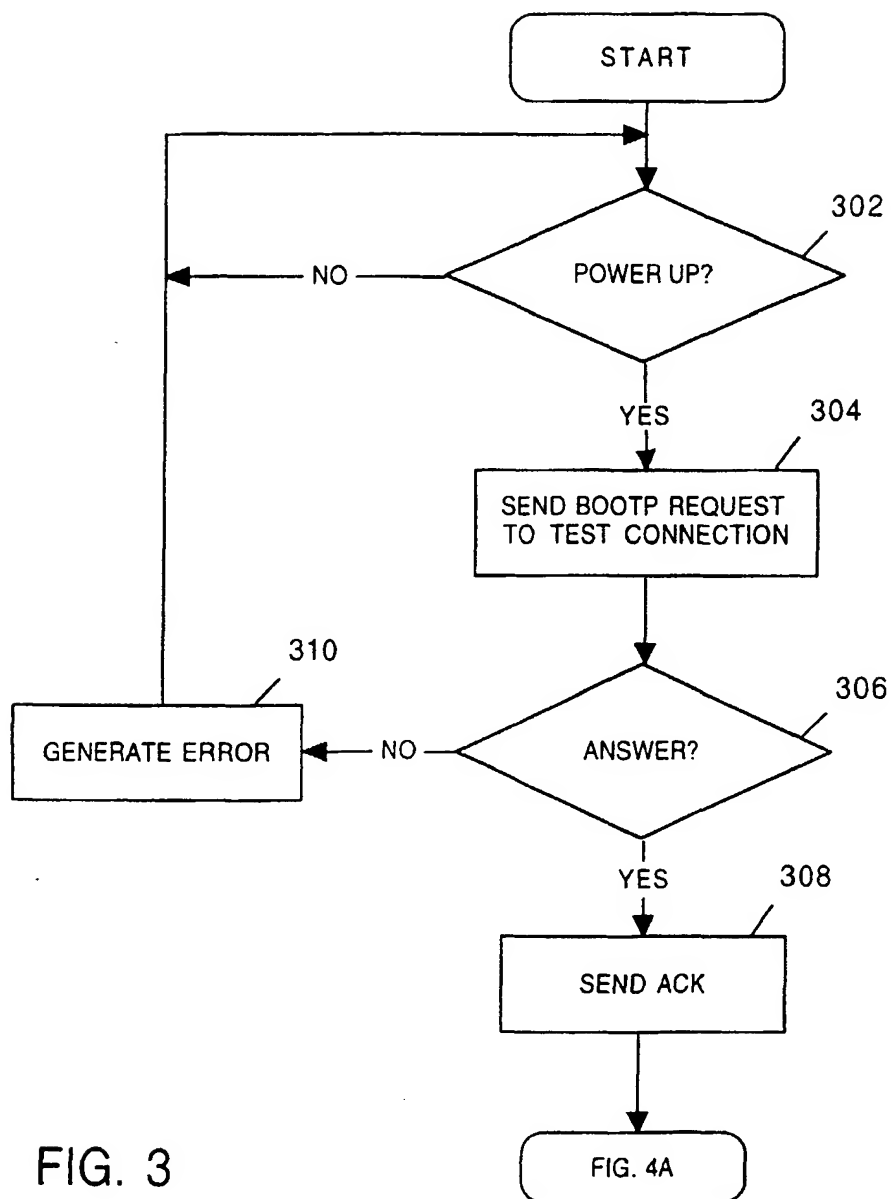 START
302
POWER UP?
NO
YES
304
SEND BOOTP REQUEST
TO TEST CONNECTION
310
306
GENERATE ERROR
NO
ANSWER?
YES
308
SEND ACK
FIG. 3
FIG. 4A